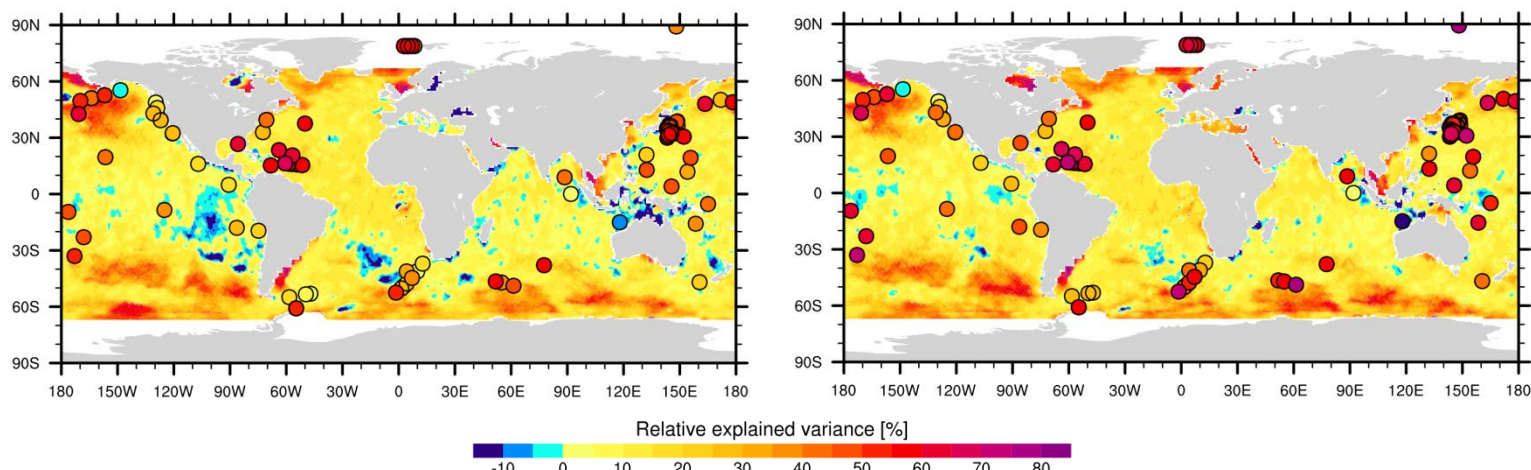 90N 90N
60N 60N
30N 30N
0 0
30S 30S
60S 60S
90S 90S
180 150W 120W 90W 60W 30W 0 30E 60E 90E 120E 150E 180 180 150W 120W 90W 60W 30W 0 30E 60E 90E 120E 150E 180
Relative explained variance [%]
-10 0 10 20 30 40 50 60 70 80